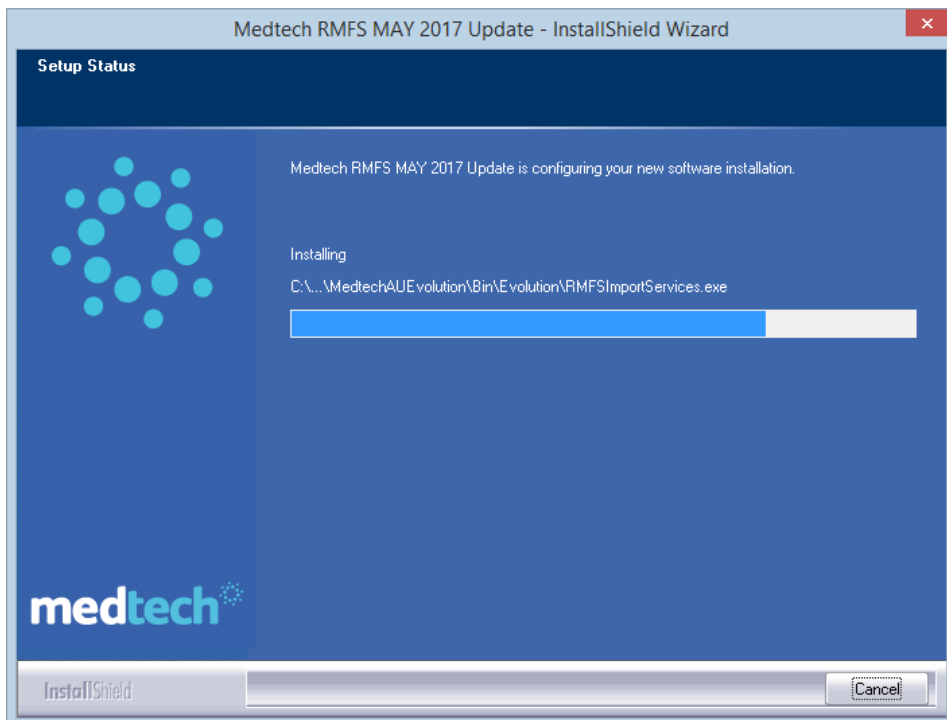 Medtech RMFS MAY 2017 Update - InstallShield Wizard
Setup Status
Medtech RMFS MAY 2017 Update is configuring your new software installation.
Installing
C:\...\MedtechAUEvolution\Bin\Evolution\RMFSImportServices.exe
medtech
InstallShield
Cancel